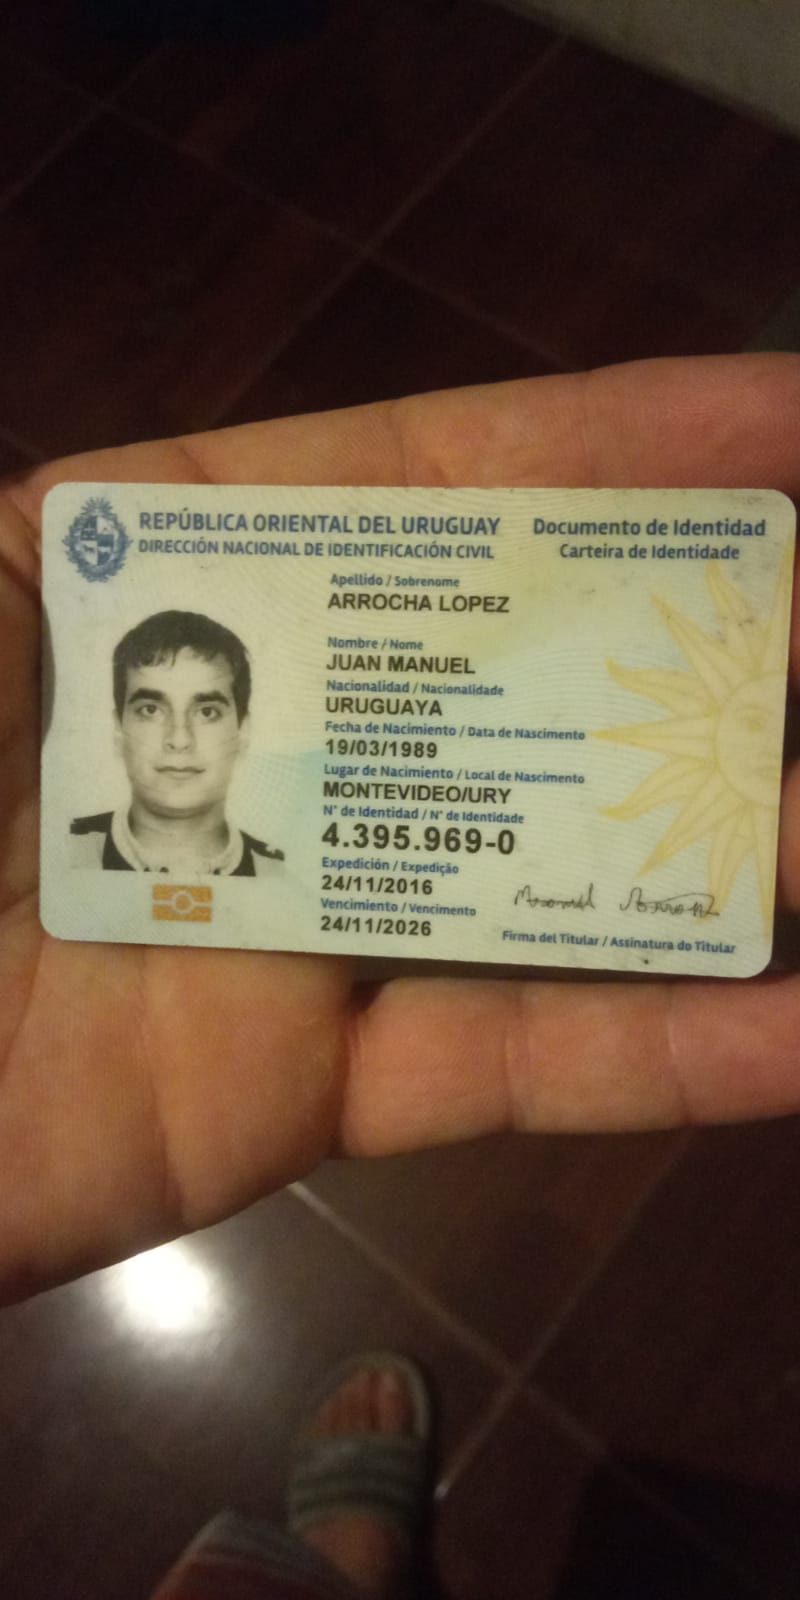 REPÚBLICA ORIENTAL DEL URUGUAY
DIRECCIÓN NACIONAL DE IDENTIFICACIÓN CIVIL
Documento de Identidad
Carteira de Identidade
Apellido / Sobrenome
ARROCHA LOPEZ
Nombre / Nome
JUAN MANUEL
Nacionalidad / Nacionalidade
URUGUAYA
Fecha de Nacimiento / Data de Nascimento
19/03/1989
Lugar de Nacimiento / Local de Nascimento
MONTEVIDEO/URY
N° de Identidad / N° de Identidade
4.395.969-0
Expedición / Expedição
24/11/2016
Vencimiento / Vencimento
24/11/2026
Firma del Titular / Assinatura do Titular